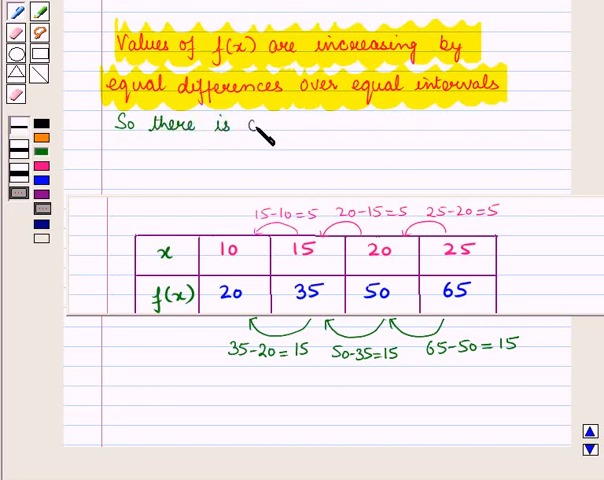 Values of f(x) are increasing by
equal differences over equal intervals
So there is
15-10=5 20-15=5 25-20=5
x 10 15 20 25
f(x) 20 35 50 65
35-20=15 50-35=15 65-50=15